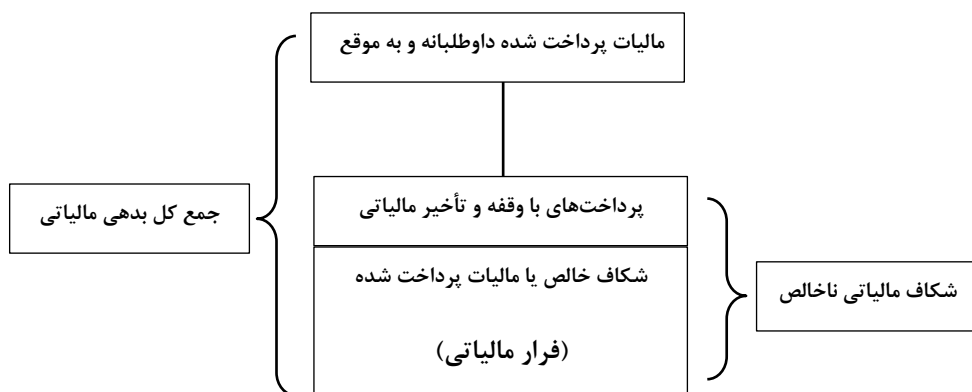 مالیات پرداخت شده داوطلبانه و به موقع
پرداخت‌های با وقفه و تأخیر مالیاتی
جمع کل بدهی مالیاتی
شکاف خالص یا مالیات پرداخت شده
شکاف مالیاتی ناخالص
(فرار مالیاتی)